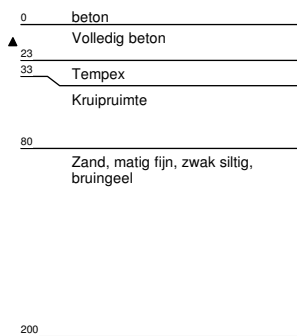 0 beton
Volledig beton
23
33 Tempex
Kruipruimte
80
Zand, matig fijn, zwak siltig,
bruingeel
200